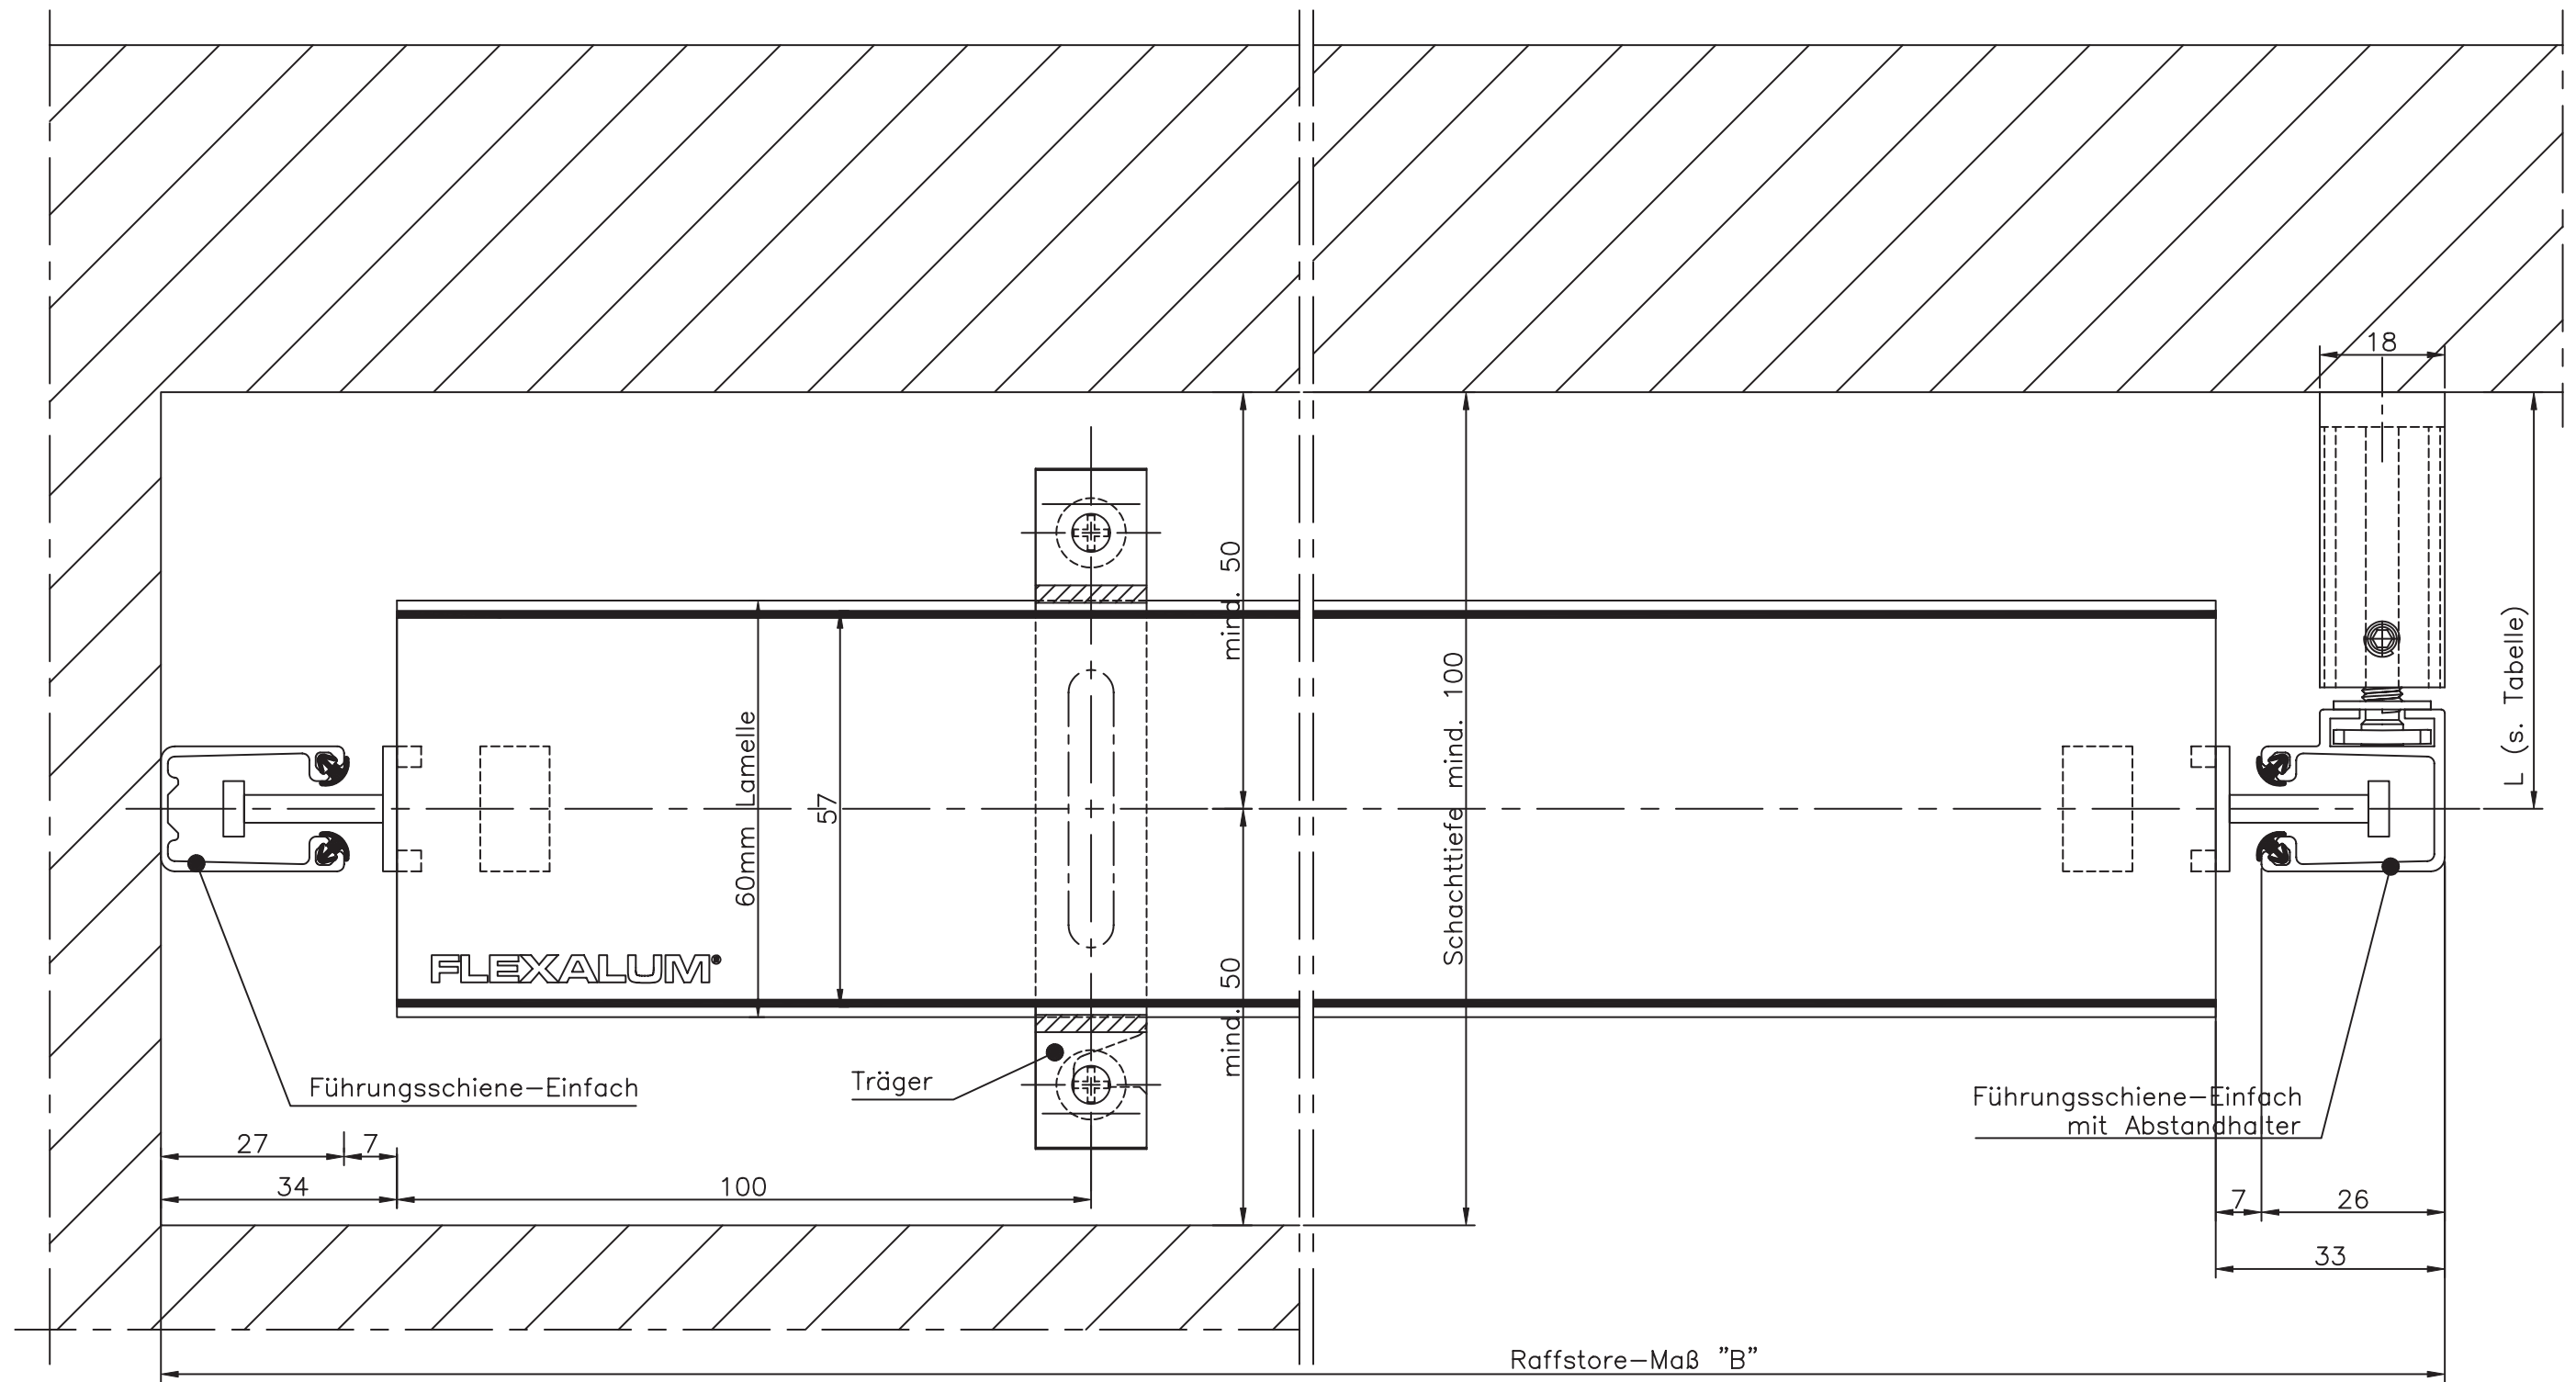 18
mind. 50
Schachttiefe mind. 100
L (s. Tabelle)
60mm Lamelle
57
mind. 50
FLEXALUM®
Führungsschiene-Einfach
Träger
Führungsschiene-Einfach
mit Abstandhalter
27
7
34
100
7
26
33
Raffstore-Maß "B"